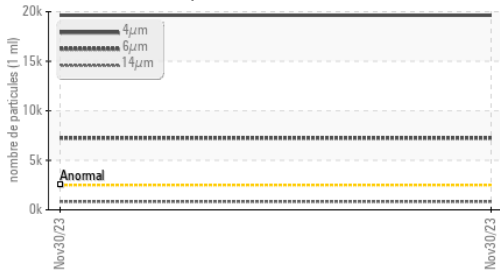 20k
15k
10k
5k
0k
nombre de particules (1 ml)
4µm
6µm
14µm
Anormal
Nov30/23
Nov30/23